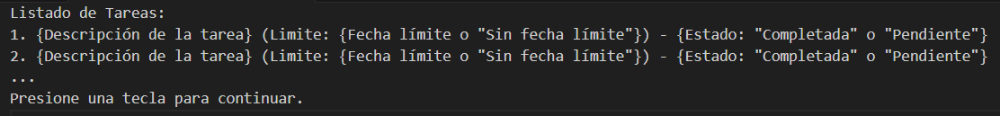 Listado de Tareas:
1. {Descripción de la tarea} (Limite: {Fecha límite o "Sin fecha límite"}) - {Estado: "Completada" o "Pendiente"}
2. {Descripción de la tarea} (Limite: {Fecha límite o "Sin fecha límite"}) - {Estado: "Completada" o "Pendiente"}
...
Presione una tecla para continuar.